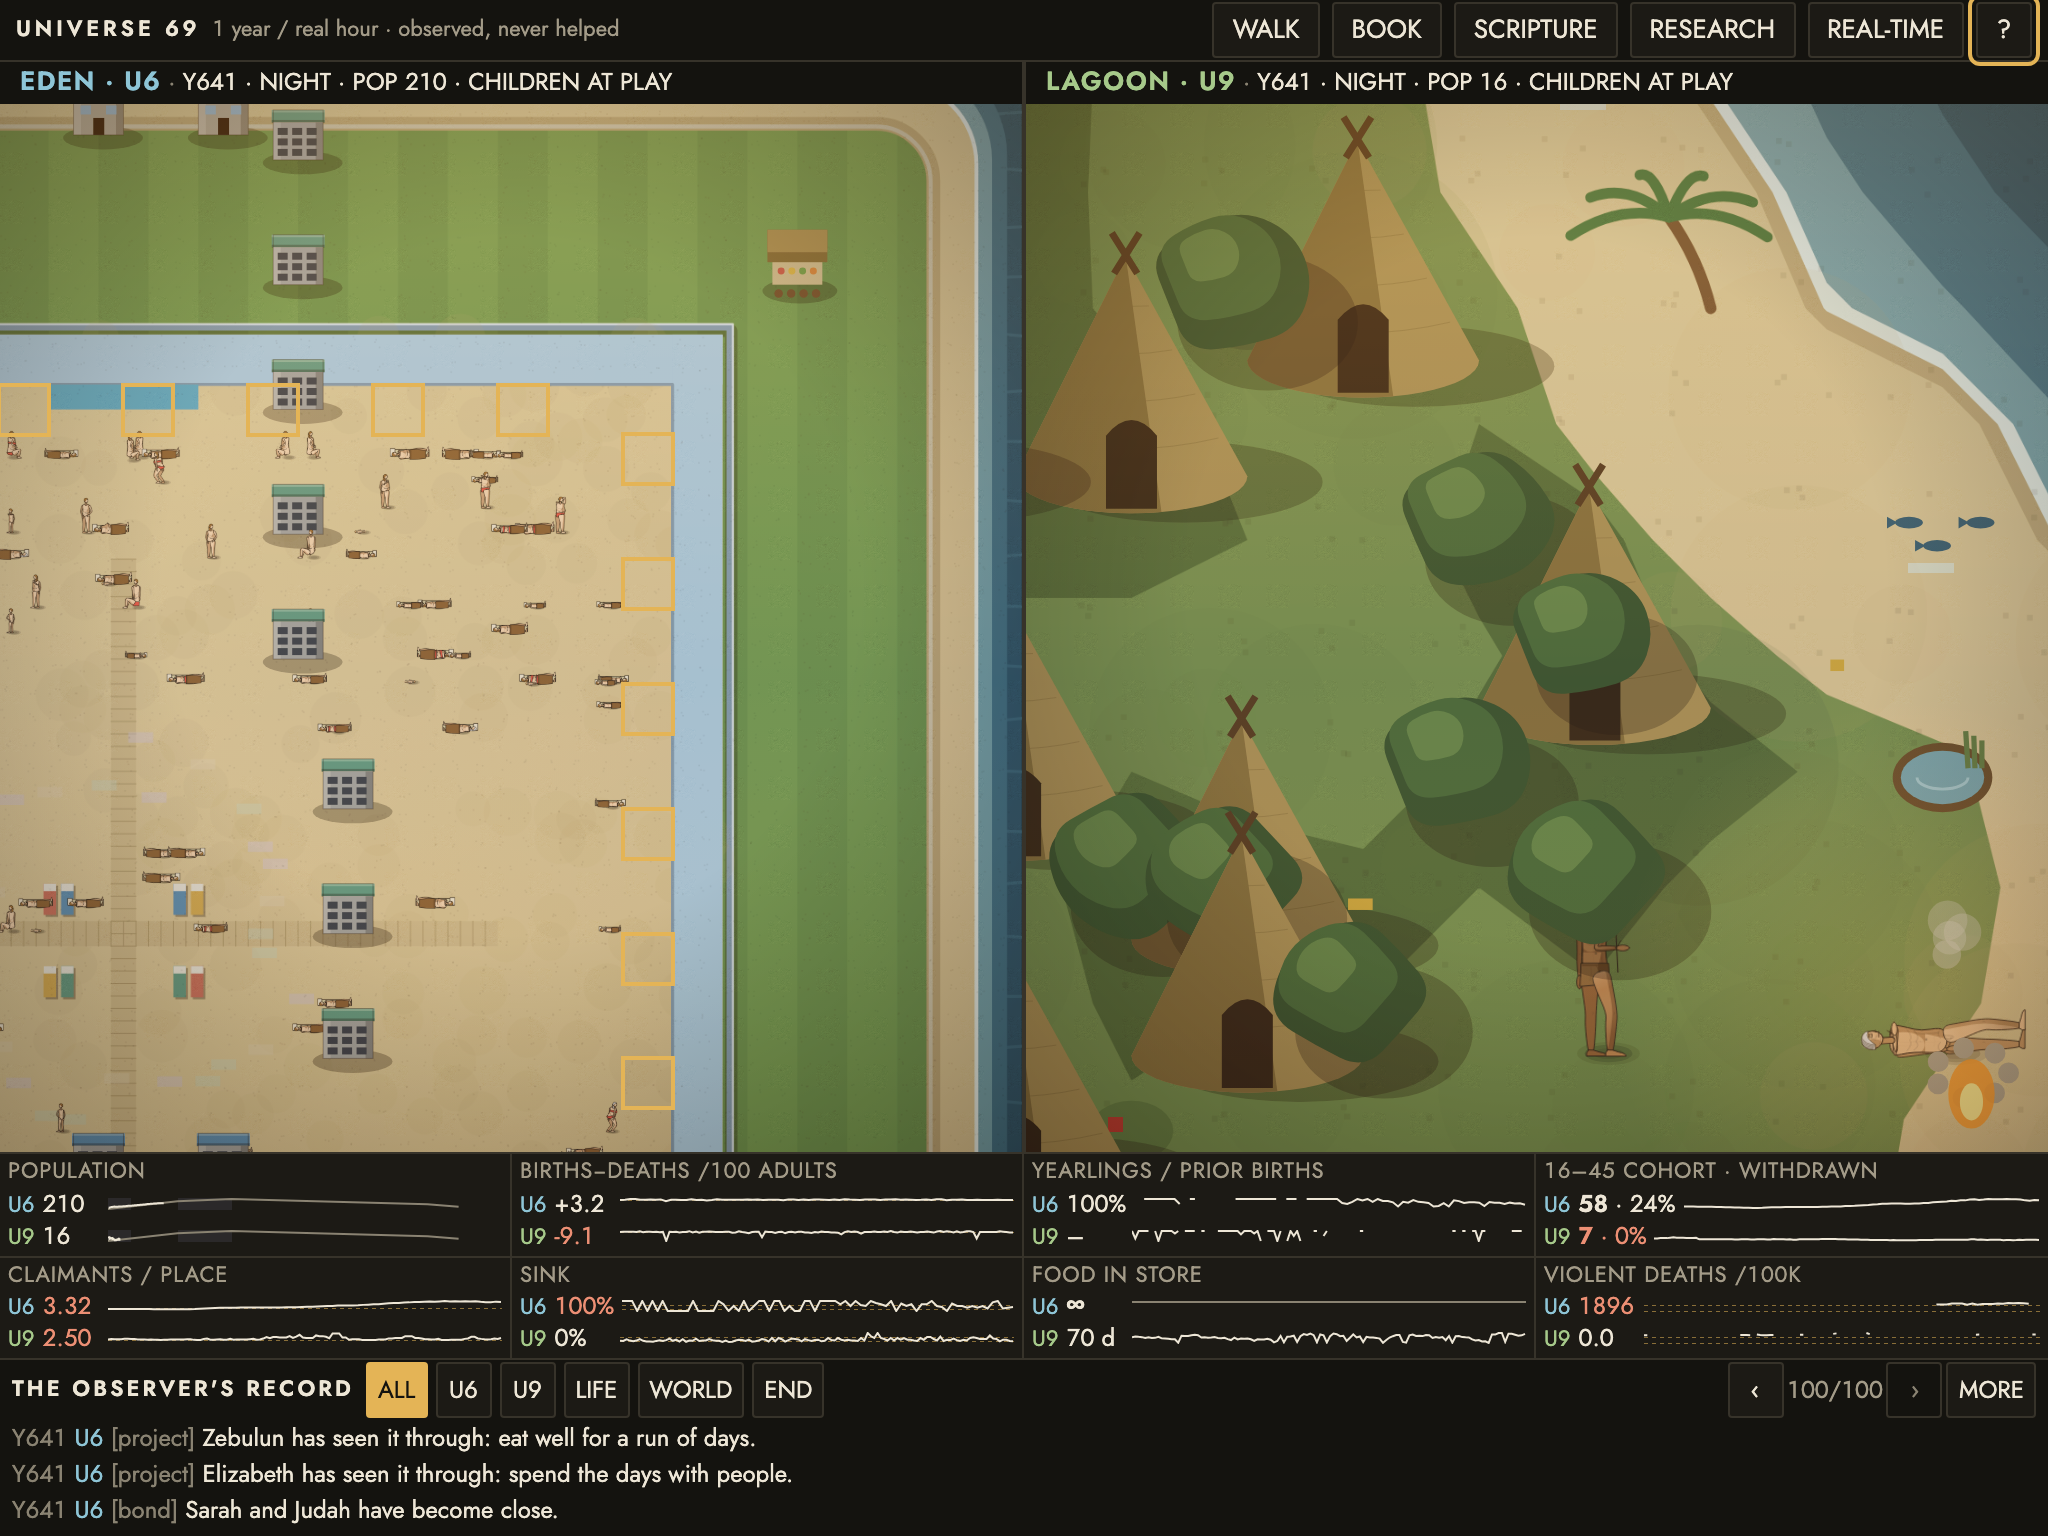 UNIVERSE 69 1 year / real hour · observed, never helped
WALK BOOK SCRIPTURE RESEARCH REAL-TIME ?
EDEN · U6 · Y641 · NIGHT · POP 210 · CHILDREN AT PLAY
LAGOON · U9 · Y641 · NIGHT · POP 16 · CHILDREN AT PLAY
POPULATION
U6 210
U9 16
BIRTHS–DEATHS /100 ADULTS
U6 +3.2
U9 -9.1
YEARLINGS / PRIOR BIRTHS
U6 100%
U9 –
16–45 COHORT · WITHDRAWN
U6 58 · 24%
U9 7 · 0%
CLAIMANTS / PLACE
U6 3.32
U9 2.50
SINK
U6 100%
U9 0%
FOOD IN STORE
U6 ∞
U9 70 d
VIOLENT DEATHS /100K
U6 1896
U9 0.0
THE OBSERVER'S RECORD ALL U6 U9 LIFE WORLD END ‹ 100/100 › MORE
Y641 U6 [project] Zebulun has seen it through: eat well for a run of days.
Y641 U6 [project] Elizabeth has seen it through: spend the days with people.
Y641 U6 [bond] Sarah and Judah have become close.